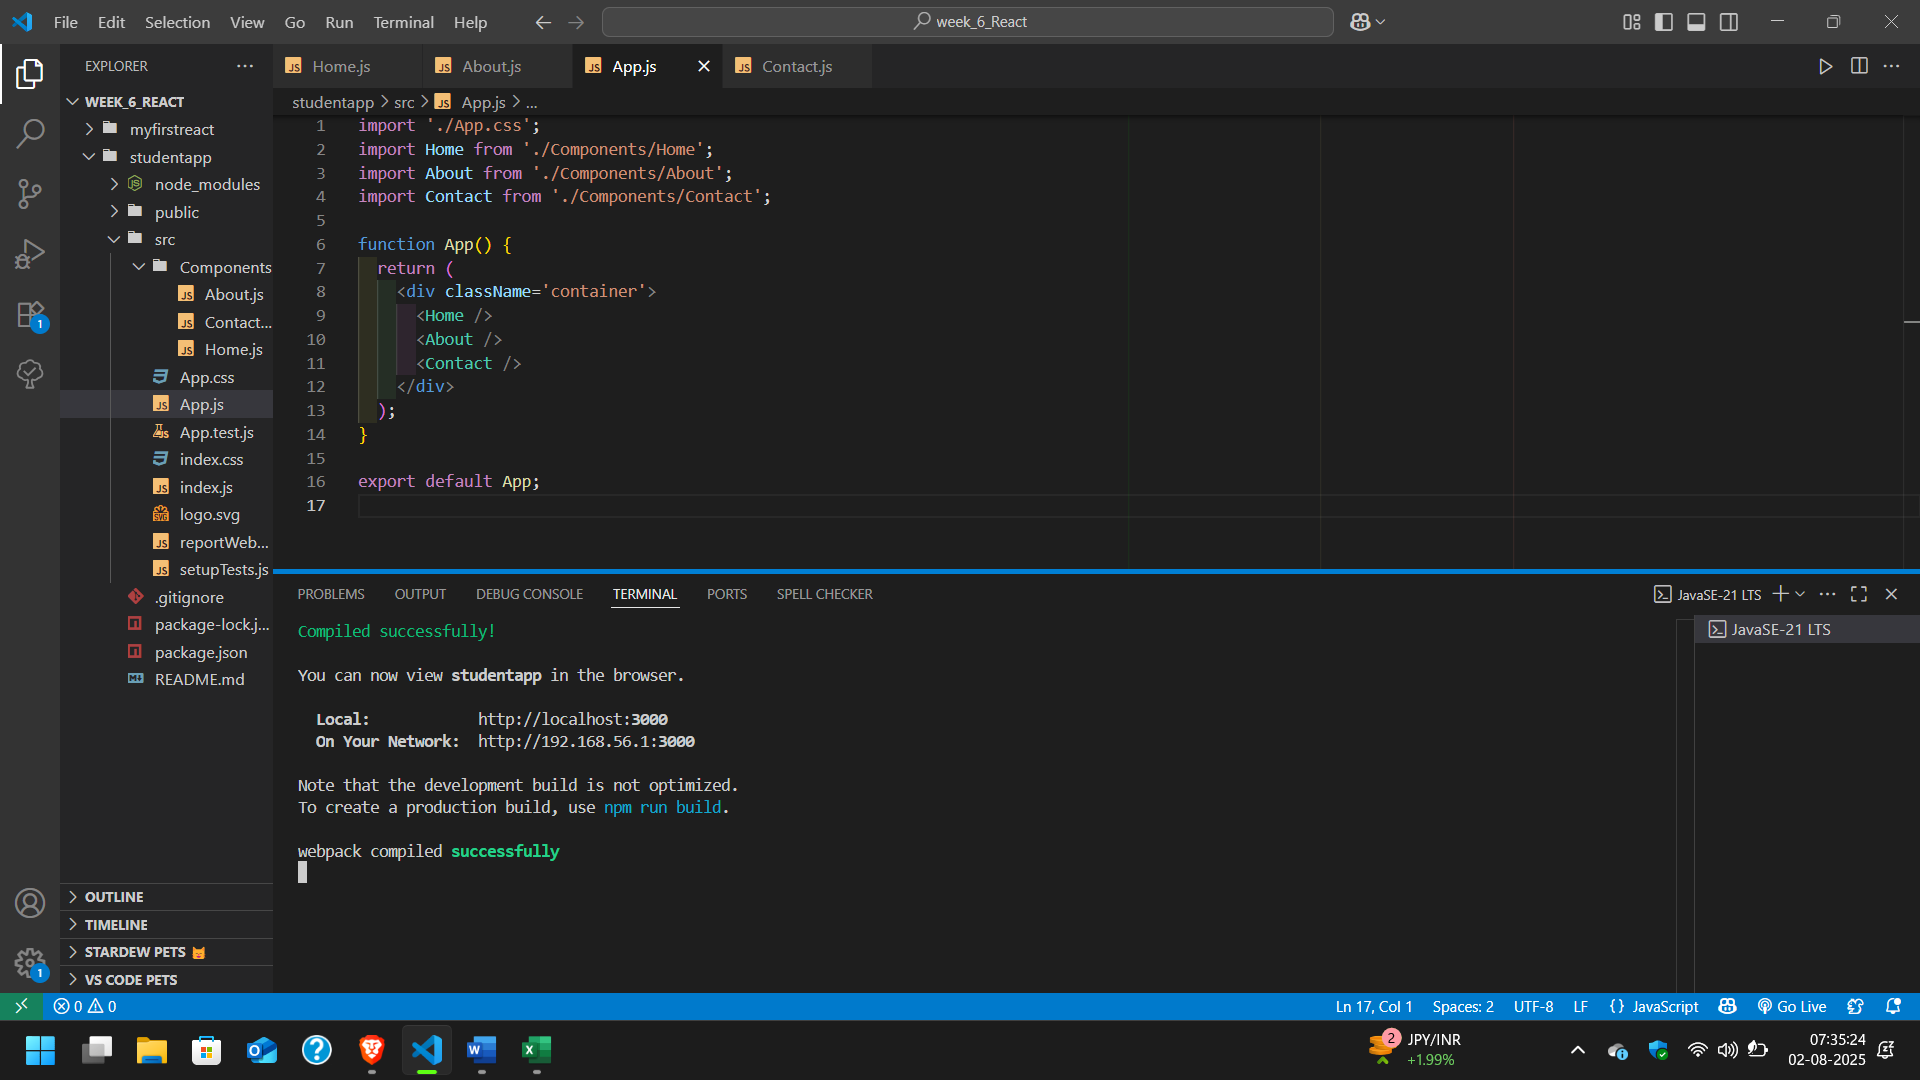 File Edit Selection View Go Run Terminal Help
week_6_React
EXPLORER
WEEK_6_REACT
myfirstreact
studentapp
node_modules
public
src
Components
About.js
Contact...
Home.js
App.css
App.js
App.test.js
index.css
index.js
logo.svg
reportWeb...
setupTests.js
.gitignore
package-lock.j...
package.json
README.md
OUTLINE
TIMELINE
STARDEW PETS
VS CODE PETS
Home.js About.js App.js Contact.js
studentapp > src > App.js > ...
1 import './App.css';
2 import Home from './Components/Home';
3 import About from './Components/About';
4 import Contact from './Components/Contact';
5
6 function App() {
7 return (
8 <div className='container'>
9 <Home />
10 <About />
11 <Contact />
12 </div>
13 );
14 }
15
16 export default App;
17
PROBLEMS OUTPUT DEBUG CONSOLE TERMINAL PORTS SPELL CHECKER
JavaSE-21 LTS
JavaSE-21 LTS
Compiled successfully!
You can now view studentapp in the browser.
Local: http://localhost:3000
On Your Network: http://192.168.56.1:3000
Note that the development build is not optimized.
To create a production build, use npm run build.
webpack compiled successfully
0 0
Ln 17, Col 1 Spaces: 2 UTF-8 LF {} JavaScript Go Live
1
1
2
JPY/INR
+1.99%
07:35:24
02-08-2025